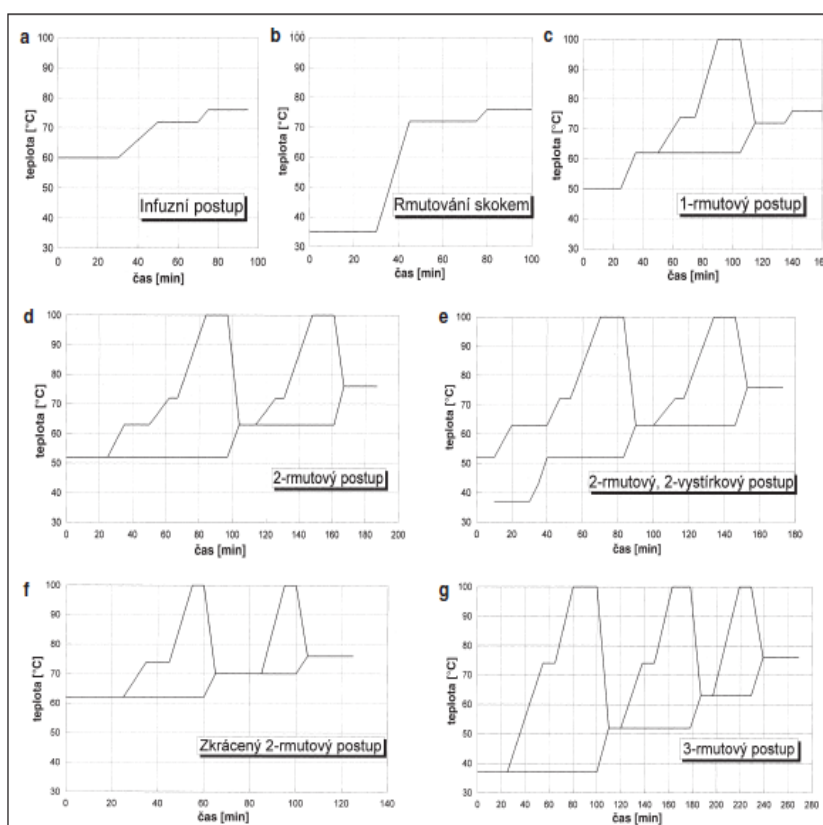 a
100
90
80
70
60
50
40
30
teplota [°C]
0 20 40 60 80 100
čas [min]
Infuzní postup
b
100
90
80
70
60
50
40
30
teplota [°C]
0 20 40 60 80 100
čas [min]
Rmutování skokem
c
100
90
80
70
60
50
40
30
teplota [°C]
0 20 40 60 80 100 120 140 160
čas [min]
1-rmutový postup
d
100
90
80
70
60
50
40
30
teplota [°C]
0 20 40 60 80 100 120 140 160 180 200
čas [min]
2-rmutový postup
e
100
90
80
70
60
50
40
30
teplota [°C]
0 20 40 60 80 100 120 140 160 180
čas [min]
2-rmutový, 2-vystírkový postup
f
100
90
80
70
60
50
40
30
teplota [°C]
0 20 40 60 80 100 120 140
čas [min]
Zkrácený 2-rmutový postup
g
100
90
80
70
60
50
40
30
teplota [°C]
0 20 40 60 80 100 120 140 160 180 200 220 240 260 280
čas [min]
3-rmutový postup